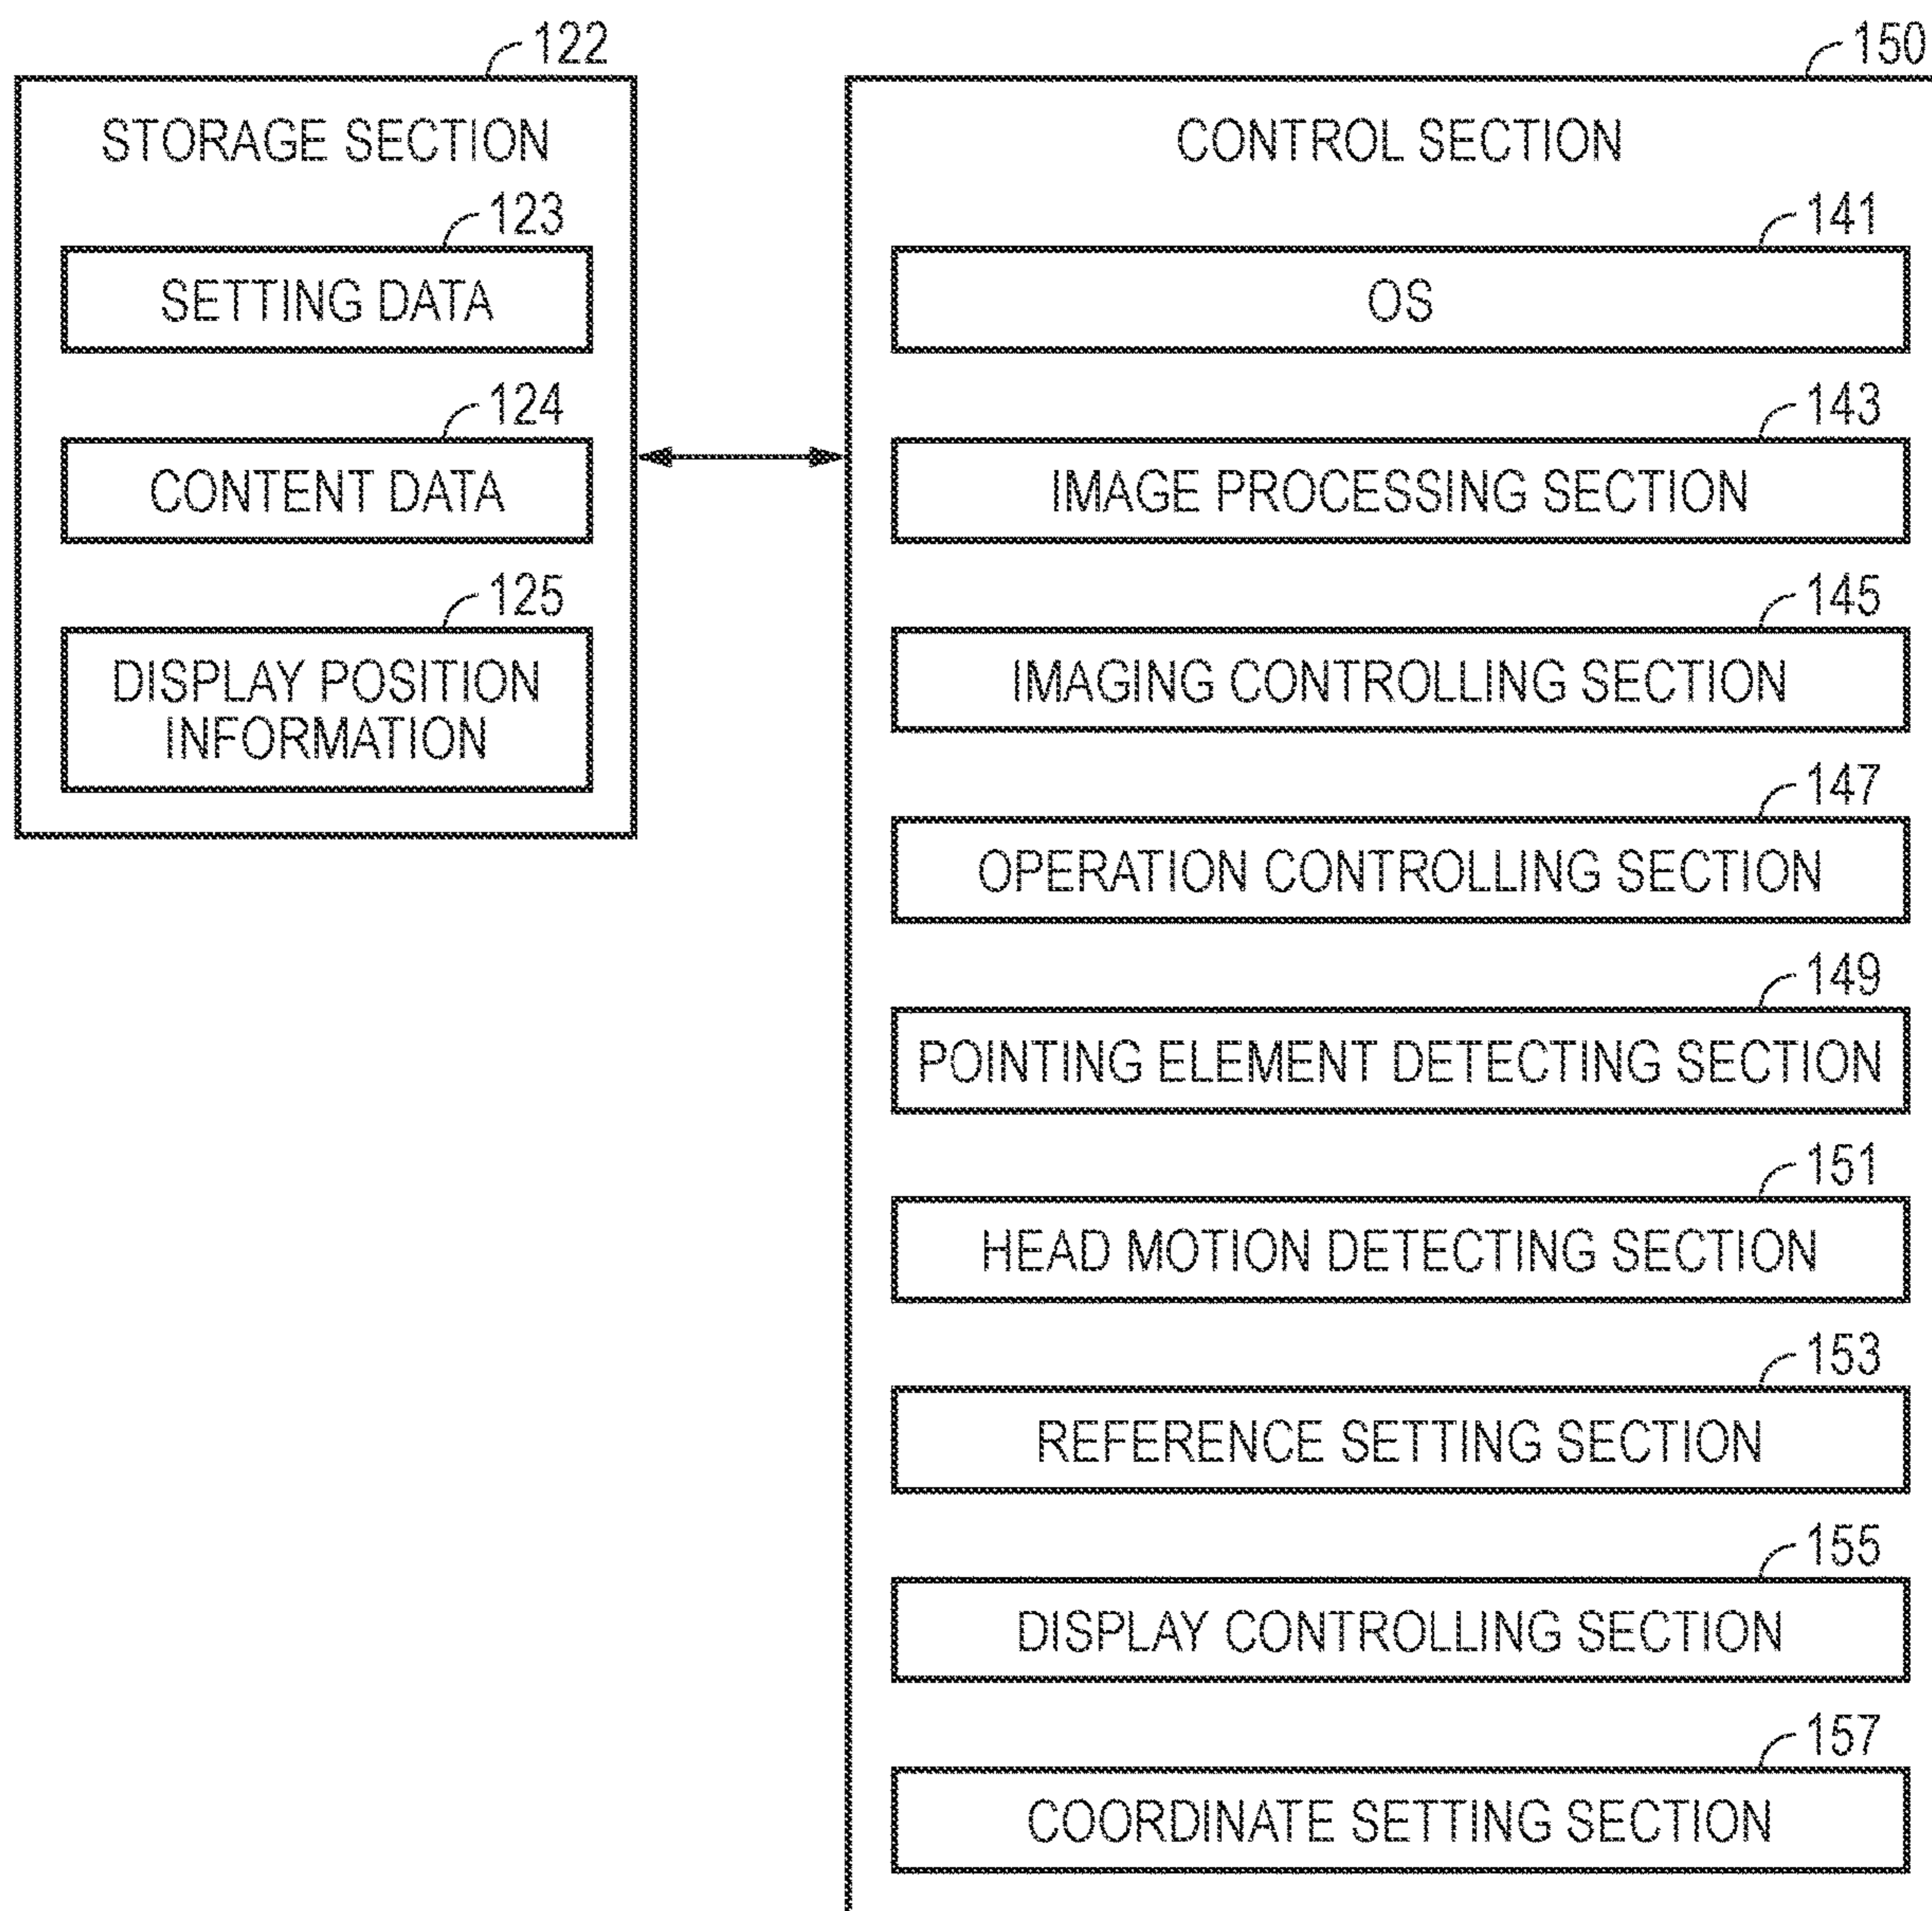 122
STORAGE SECTION
123
SETTING DATA
124
CONTENT DATA
125
DISPLAY POSITION
INFORMATION
150
CONTROL SECTION
141
OS
143
IMAGE PROCESSING SECTION
145
IMAGING CONTROLLING SECTION
147
OPERATION CONTROLLING SECTION
149
POINTING ELEMENT DETECTING SECTION
151
HEAD MOTION DETECTING SECTION
153
REFERENCE SETTING SECTION
155
DISPLAY CONTROLLING SECTION
157
COORDINATE SETTING SECTION